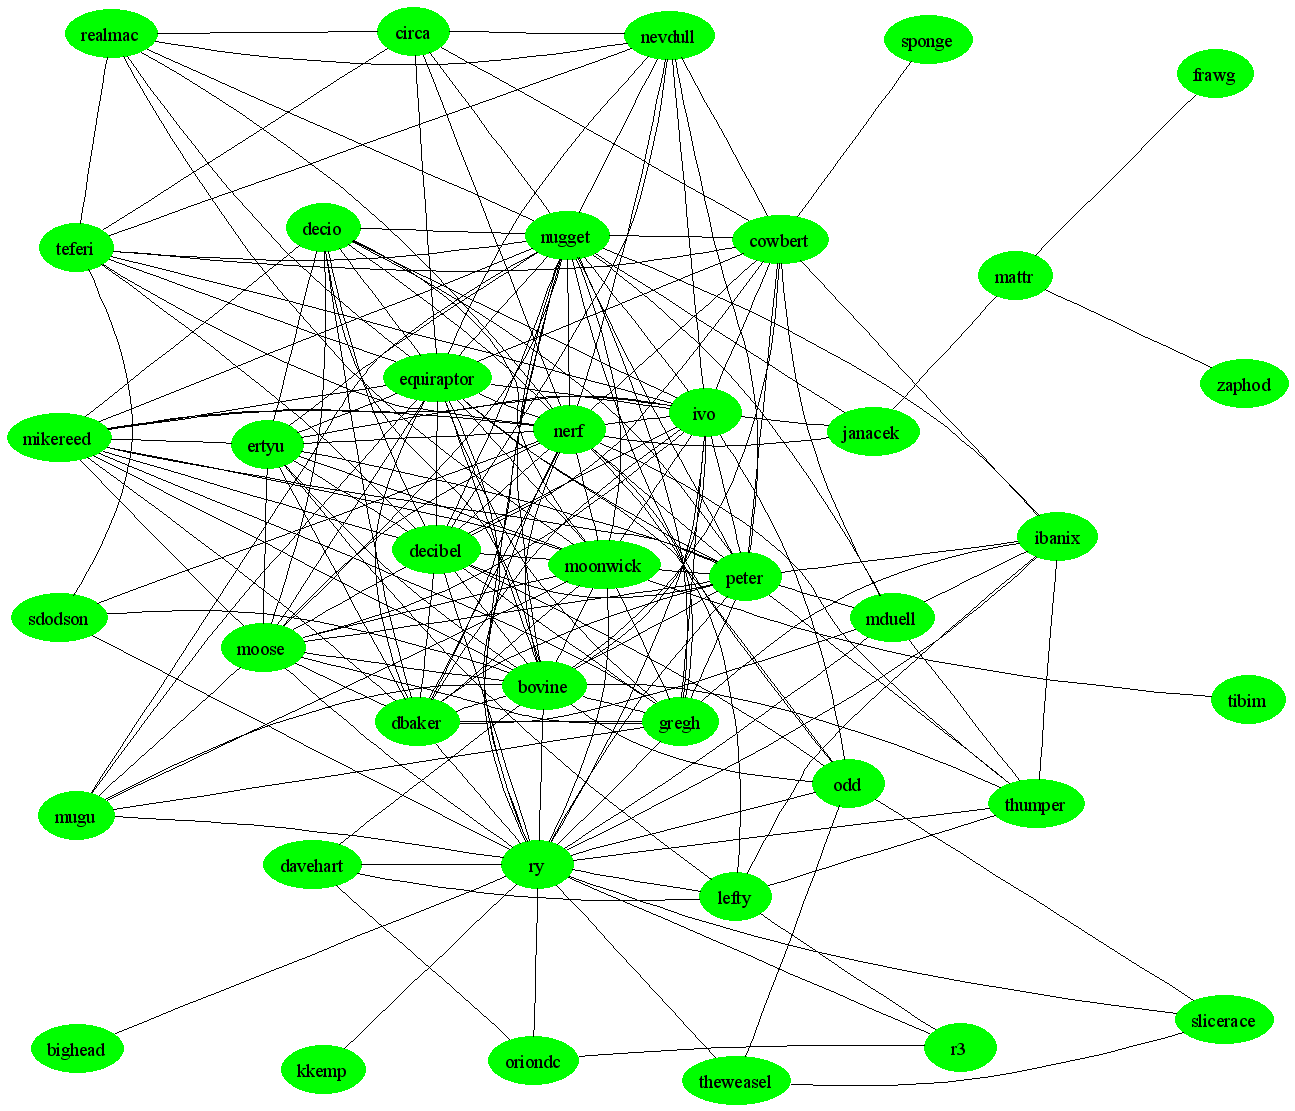 realmac
circa
nevdull
sponge
frawg
teferi
decio
nugget
cowbert
mattr
equiraptor
zaphod
mikereed
ertyu
nerf
ivo
janacek
decibel
moonwick
peter
ibanix
sdodson
moose
mduell
bovine
tibim
dbaker
gregh
mugu
odd
thumper
davehart
ry
lefty
bighead
kkemp
oriondc
theweasel
r3
slicerace